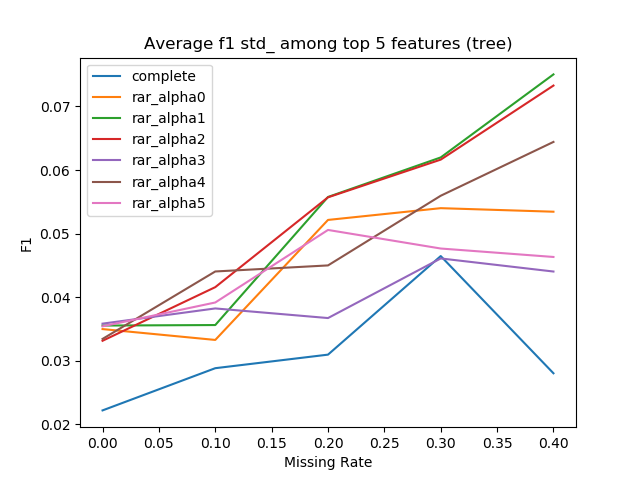 Average f1 std_ among top 5 features (tree)
complete
rar_alpha0
rar_alpha1
rar_alpha2
rar_alpha3
rar_alpha4
rar_alpha5
0.07
0.06
0.05
0.04
0.03
0.02
F1
0.00 0.05 0.10 0.15 0.20 0.25 0.30 0.35 0.40
Missing Rate